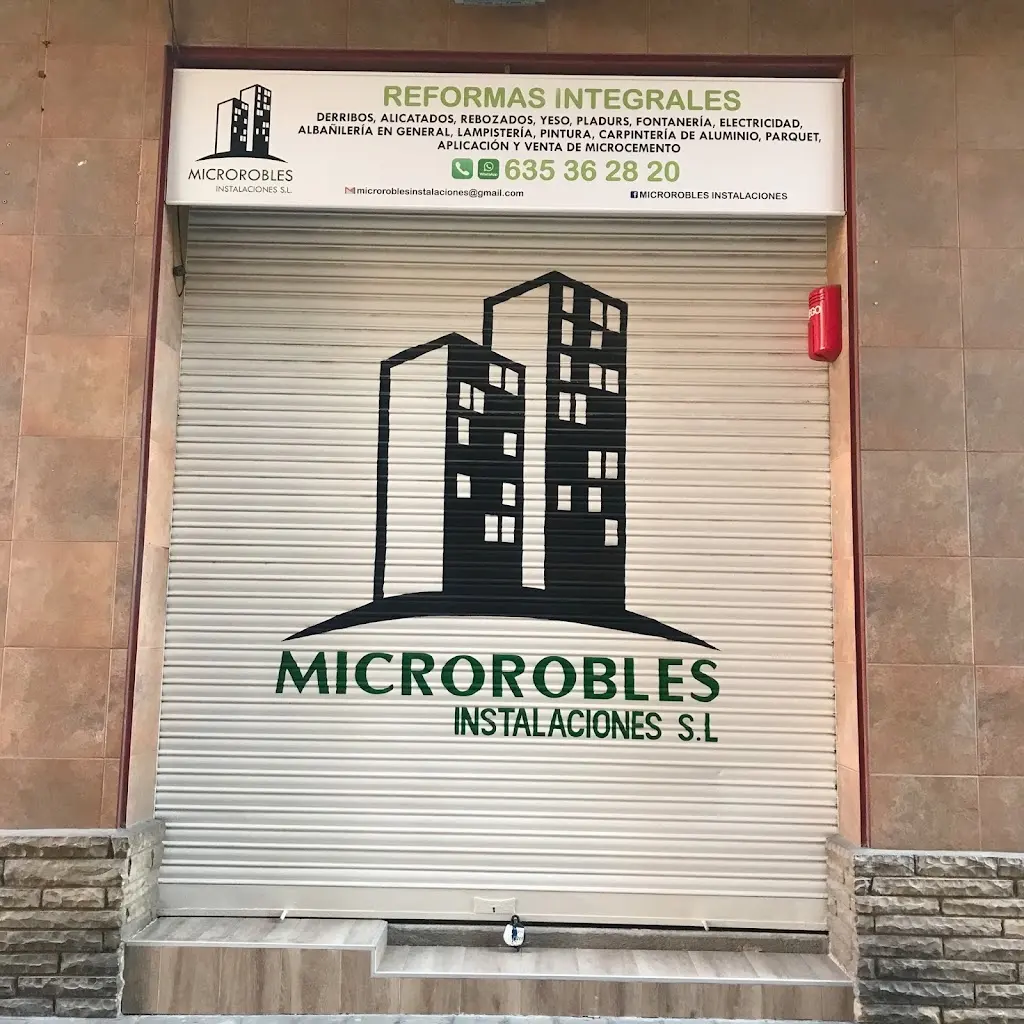 REFORMAS INTEGRALES
DERRIBOS, ALICATADOS, REBOZADOS, YESO, PLADURS, FONTANERÍA, ELECTRICIDAD,
ALBAÑILERÍA EN GENERAL, LAMPISTERÍA, PINTURA, CARPINTERÍA DE ALUMINIO, PARQUET,
APLICACIÓN Y VENTA DE MICROCEMENTO
635 36 28 20
MICROROBLES
INSTALACIONES S.L.
microroblesinstalaciones@gmail.com
MICROROBLES INSTALACIONES
MICROROBLES
INSTALACIONES S.L